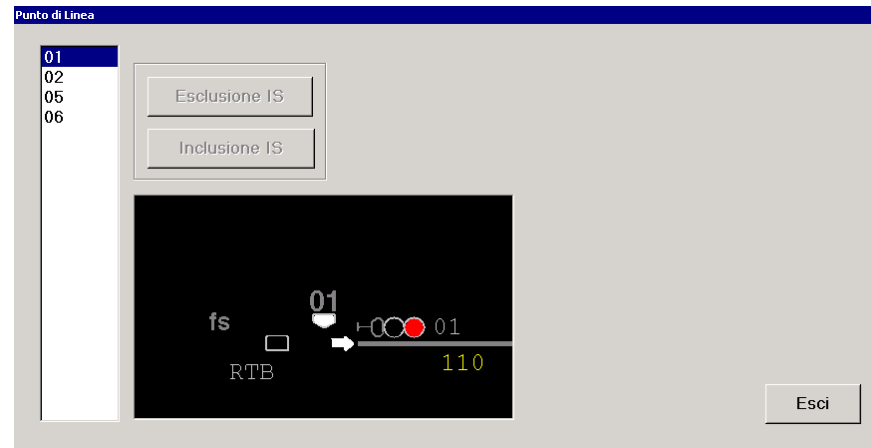 Punto di Linea
01
02
05
06
Esclusione IS
Inclusione IS
01
fs
01
RTB
110
Esci